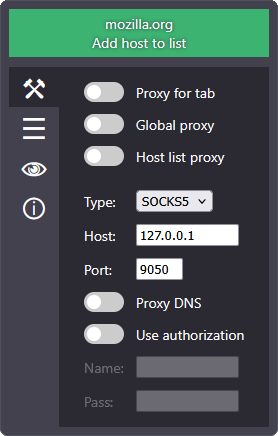 mozilla.org
Add host to list
Proxy for tab
Global proxy
Host list proxy
Type: SOCKS5
Host: 127.0.0.1
Port: 9050
Proxy DNS
Use authorization
Name:
Pass: